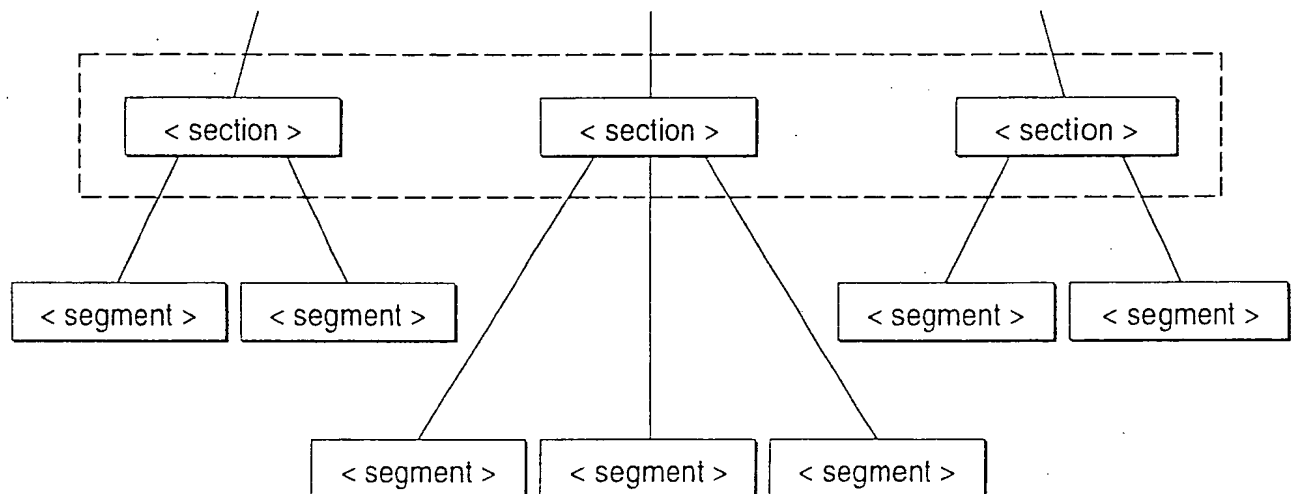 < section >
< section >
< section >
< segment >
< segment >
< segment >
< segment >
< segment >
< segment >
< segment >